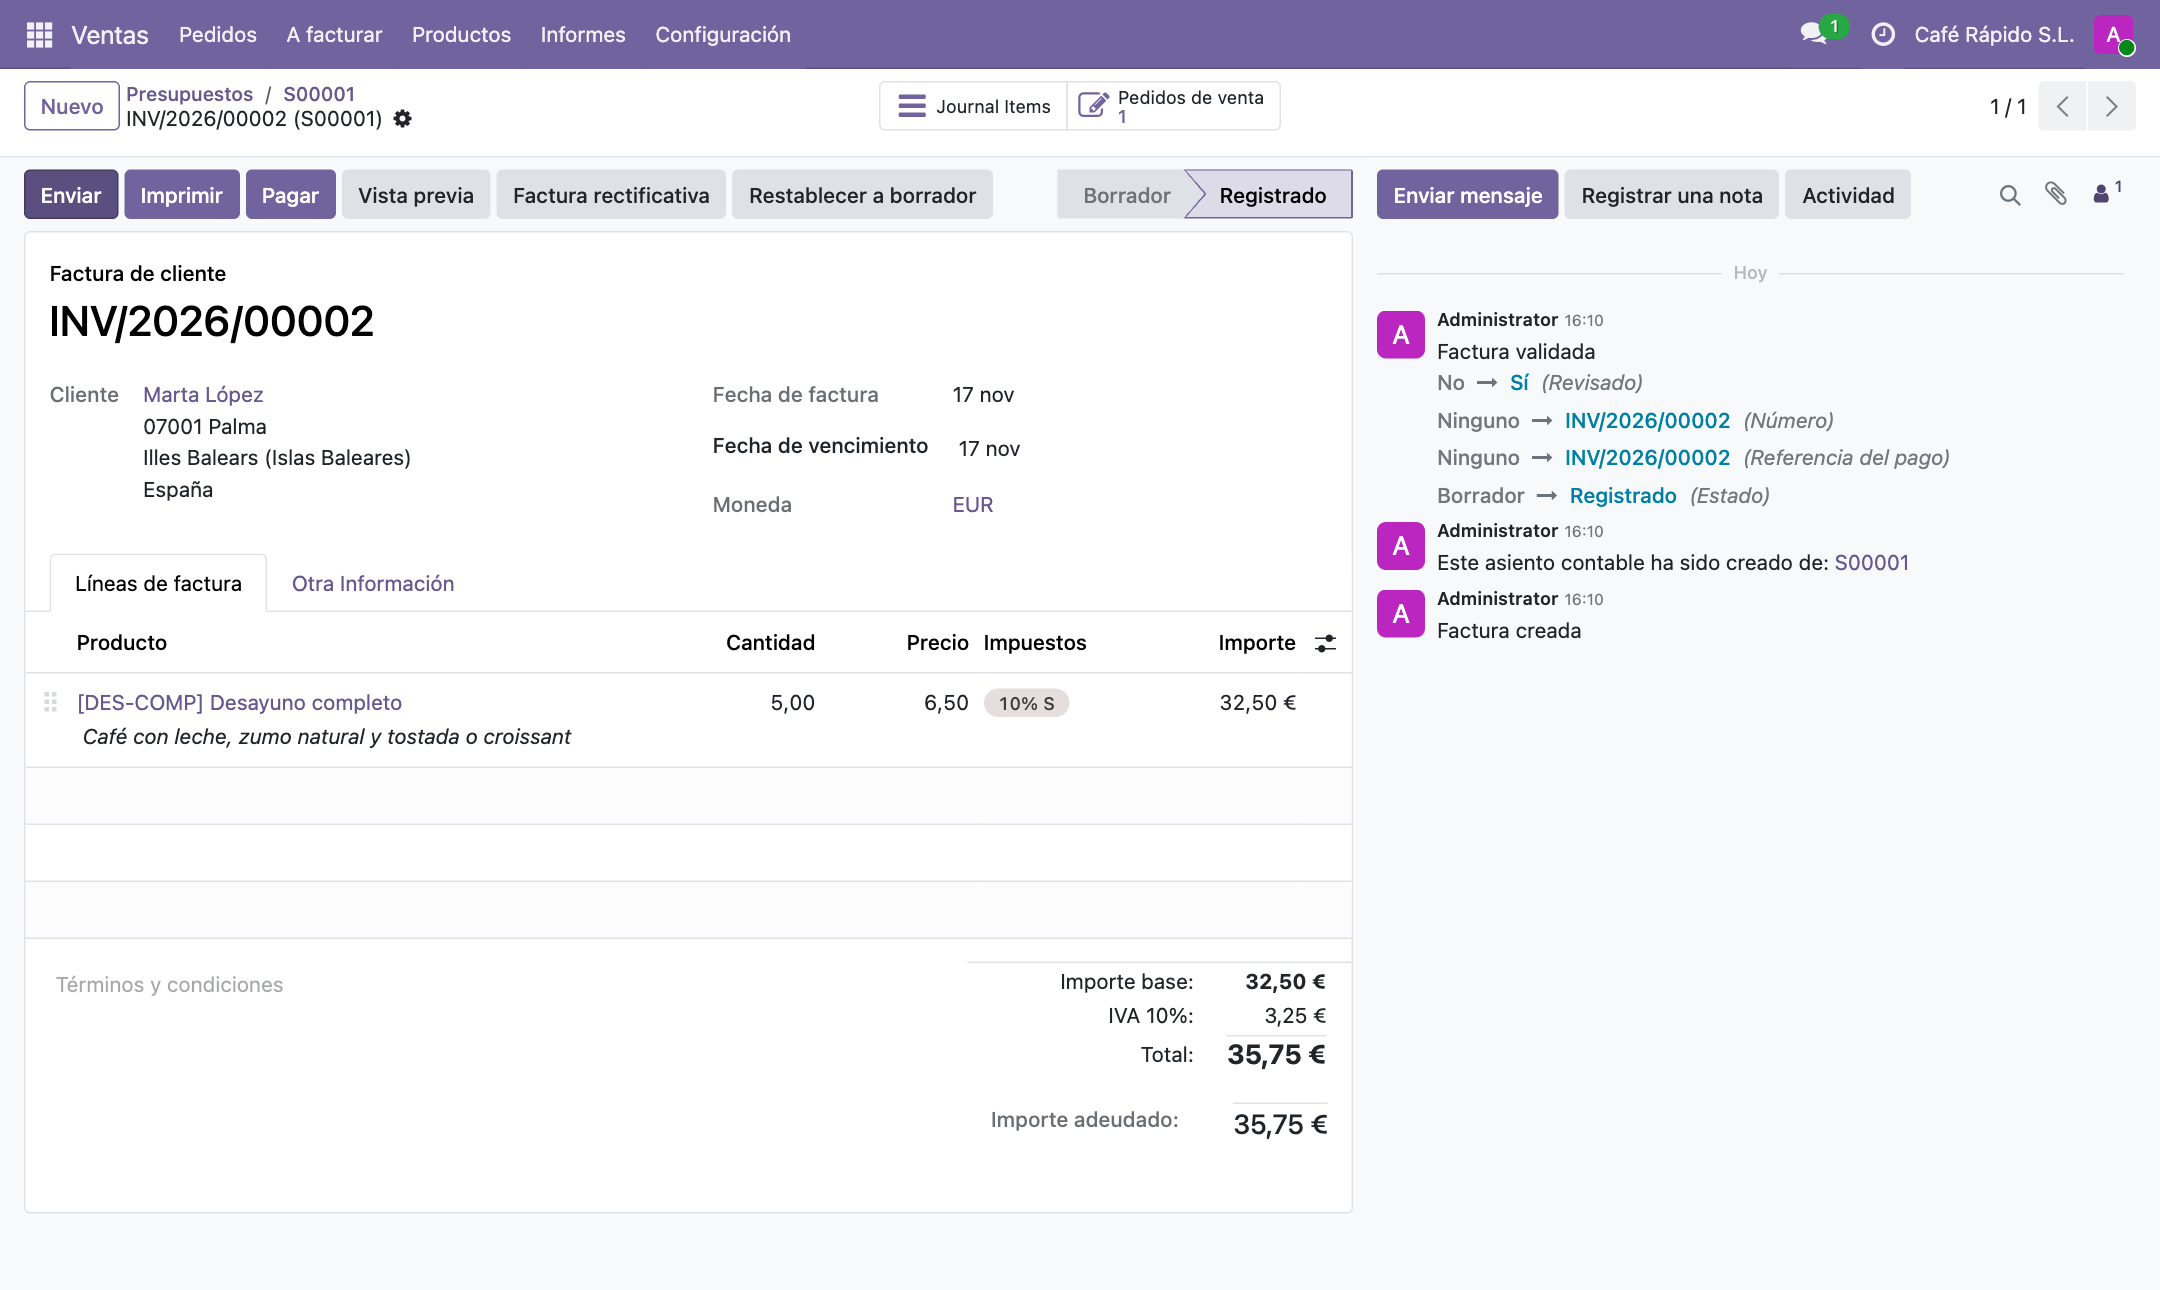 Ventas Pedidos A facturar Productos Informes Configuración 1 Café Rápido S.L. A
Nuevo Presupuestos / S00001
INV/2026/00002 (S00001)
Journal Items Pedidos de venta
1
1 / 1
Enviar Imprimir Pagar Vista previa Factura rectificativa Restablecer a borrador Borrador Registrado
Enviar mensaje Registrar una nota Actividad 1
Factura de cliente
INV/2026/00002
Cliente Marta López
07001 Palma
Illes Balears (Islas Baleares)
España
Fecha de factura 17 nov
Fecha de vencimiento 17 nov
Moneda EUR
Líneas de factura Otra Información
Producto Cantidad Precio Impuestos Importe
[DES-COMP] Desayuno completo 5,00 6,50 10% S 32,50 €
Café con leche, zumo natural y tostada o croissant
Términos y condiciones
Importe base: 32,50 €
IVA 10%: 3,25 €
Total: 35,75 €
Importe adeudado: 35,75 €
Hoy
A Administrator 16:10
Factura validada
No → Sí (Revisado)
Ninguno → INV/2026/00002 (Número)
Ninguno → INV/2026/00002 (Referencia del pago)
Borrador → Registrado (Estado)
A Administrator 16:10
Este asiento contable ha sido creado de: S00001
A Administrator 16:10
Factura creada